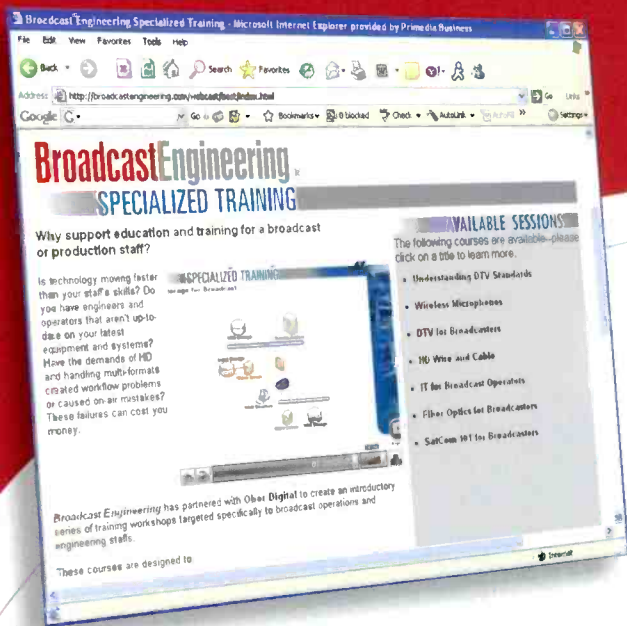 Broadcast Engineering Specialized Training - Microsoft Internet Explorer provided by Primedia Business
File Edit View Favorites Tools Help
Back Search Favorites
Address http://broadcastengineering.com/webcast/best/index.html Go Links
Google G Go Bookmarks 0 blocked Check AutoLink AutoFill Settings
BroadcastEngineering
SPECIALIZED TRAINING
Why support education and training for a broadcast
or production staff?
Is technology moving faster
than your staff's skills? Do
you have engineers and
operators that aren't up-to-
date on your latest
equipment and systems?
Have the demands of HD
and handling multi-formats
created workflow problems
or caused on-air mistakes?
These failures can cost you
money.
SPECIALIZED TRAINING
AVAILABLE SESSIONS
The following courses are available--please
click on a title to learn more.
• Understanding DTV Standards
• Wireless Microphones
• DTV for Broadcasters
• HD Wire and Cable
• IT for Broadcast Operators
• Fiber Optics for Broadcasters
• SatCom 101 for Broadcasters
Broadcast Engineering has partnered with Ober Digital to create an introductory
series of training workshops targeted specifically to broadcast operations and
engineering staffs.
These courses are designed to
Internet